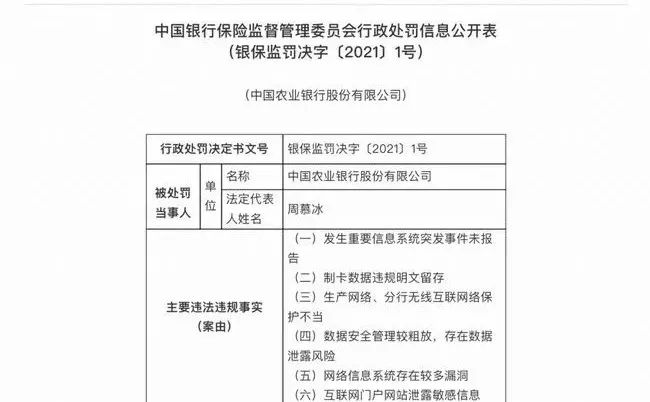 中国银行保险监督管理委员会行政处罚信息公开表
（银保监罚决字〔2021〕1号）
（中国农业银行股份有限公司）
行政处罚决定书文号
银保监罚决字〔2021〕1号
被处罚
当事人
单
位
名称
中国农业银行股份有限公司
法定代表
人姓名
周慕冰
主要违法违规事实
（案由）
（一）发生重要信息系统突发事件未报
告
（二）制卡数据违规明文留存
（三）生产网络、分行无线互联网络保
护不当
（四）数据安全管理较粗放，存在数据
泄露风险
（五）网络信息系统存在较多漏洞
（六）互联网门户网站泄露敏感信息